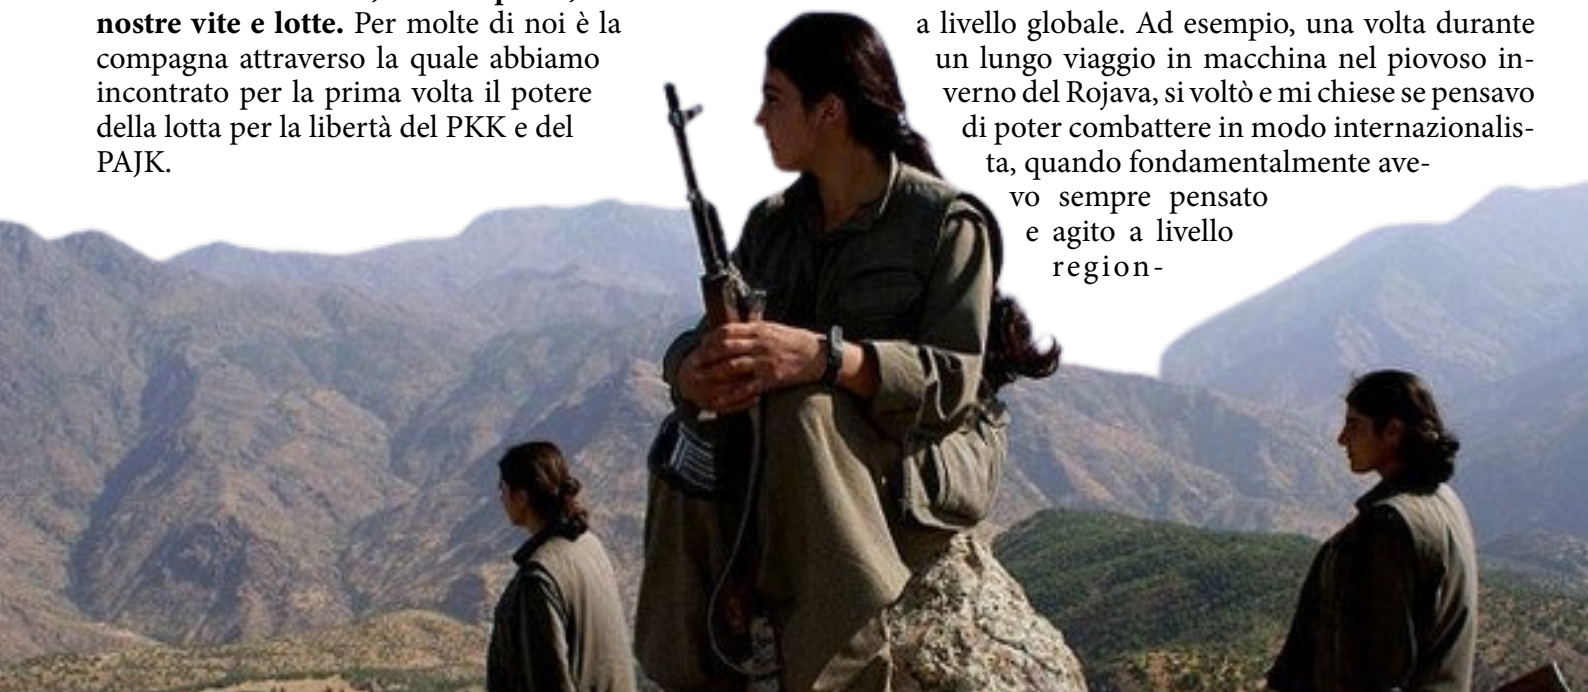 nostre vite e lotte. Per molte di noi è la
compagna attraverso la quale abbiamo
incontrato per la prima volta il potere
della lotta per la libertà del PKK e del
PAJK.
a livello globale. Ad esempio, una volta durante
un lungo viaggio in macchina nel piovoso in-
verno del Rojava, si voltò e mi chiese se pensavo
di poter combattere in modo internazionalis-
ta, quando fondamentalmente ave-
vo sempre pensato
e agito a livello
region-